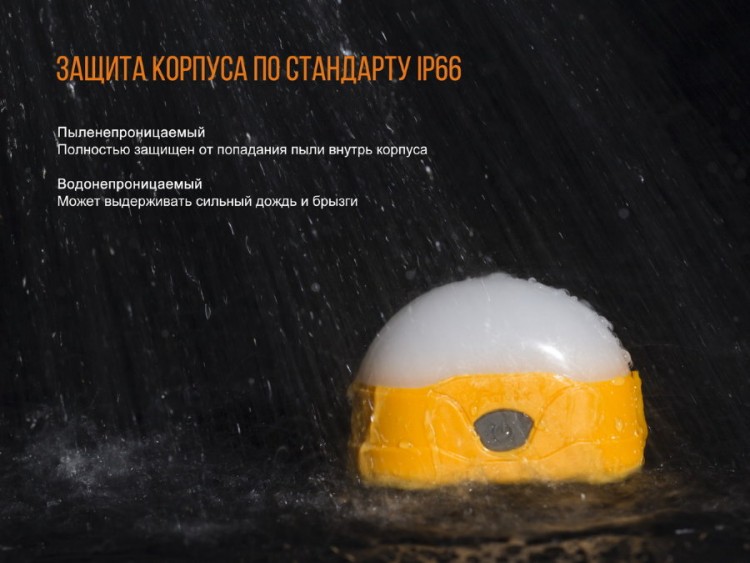 ЗАЩИТА КОРПУСА ПО СТАНДАРТУ IP66
Пыленепроницаемый
Полностью защищен от попадания пыли внутрь корпуса
Водонепроницаемый
Может выдерживать сильный дождь и брызги